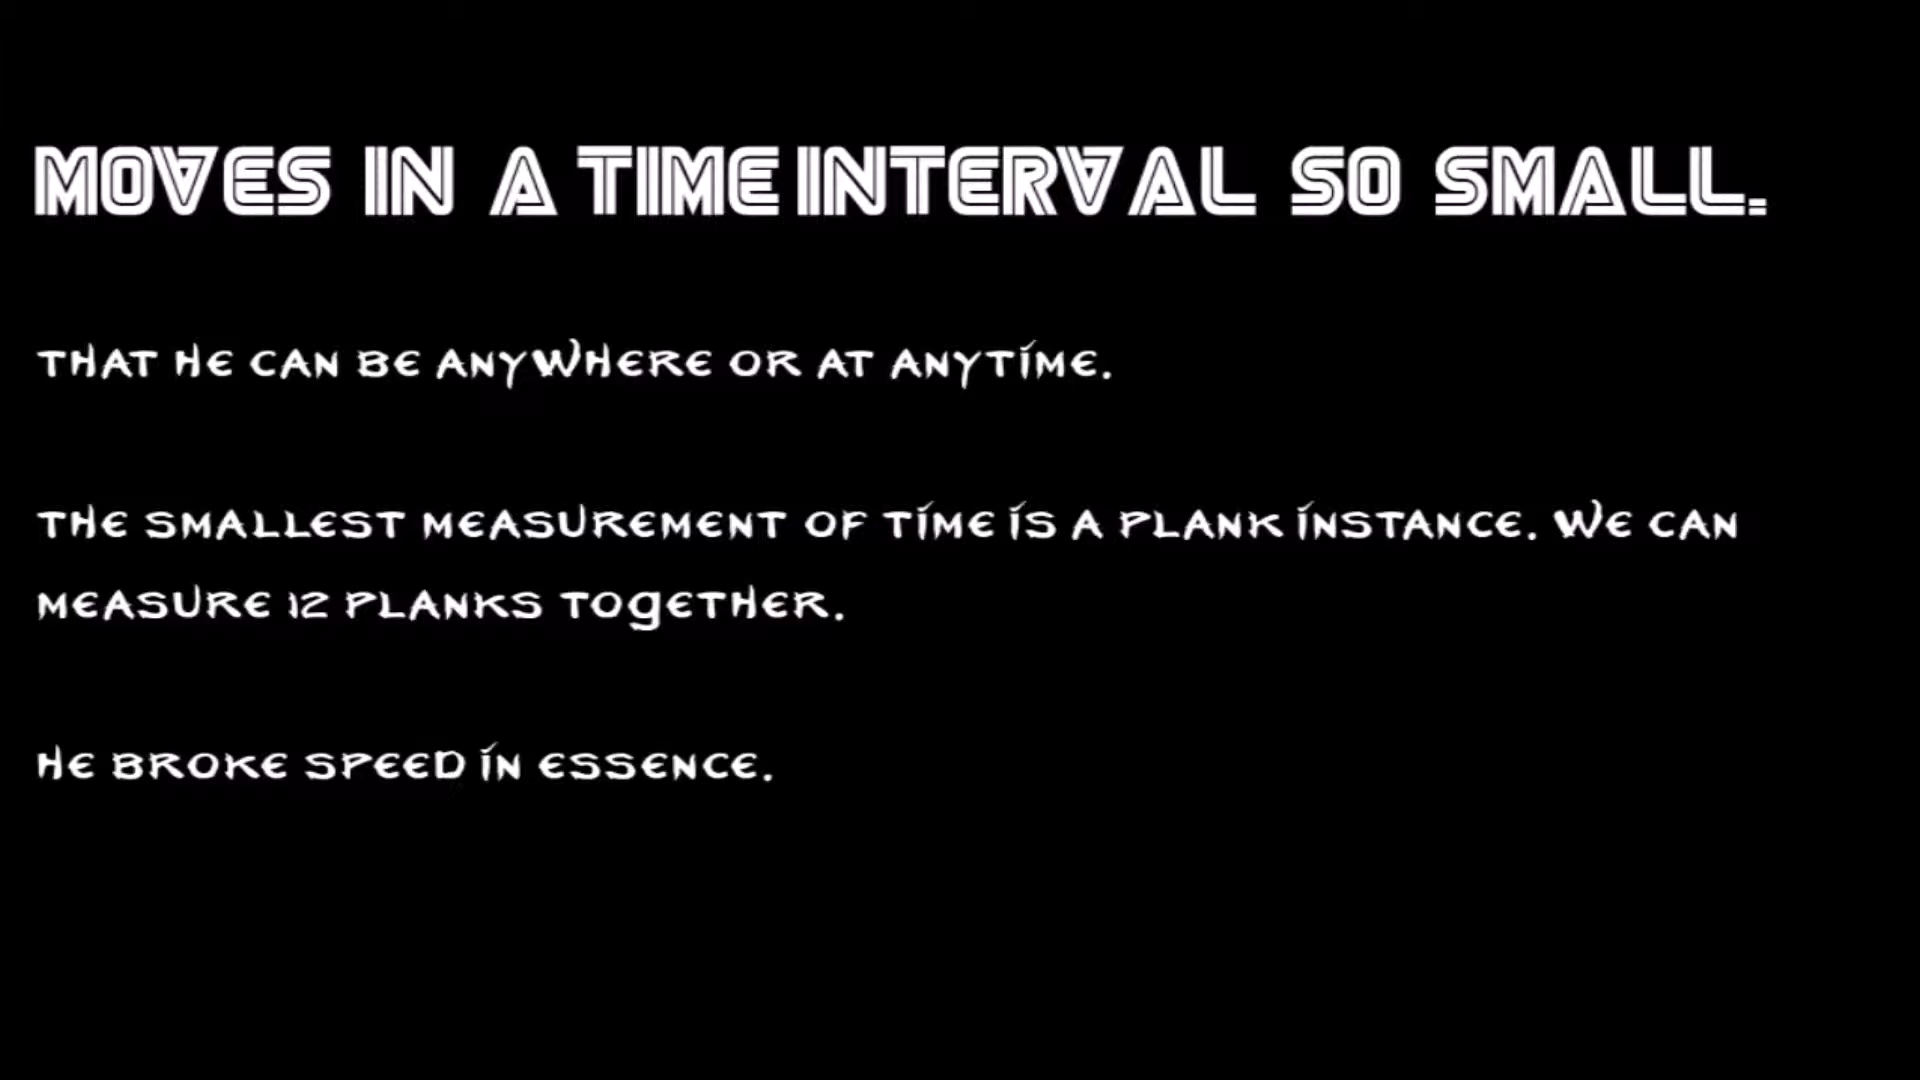 MOVES IN A TIME INTERVAL SO SMALL.
THAT HE CAN BE ANYWHERE OR AT ANYTIME.
THE SMALLEST MEASUREMENT OF TIME IS A PLANK INSTANCE. WE CAN
MEASURE 12 PLANKS TOGETHER.
HE BROKE SPEED IN ESSENCE.